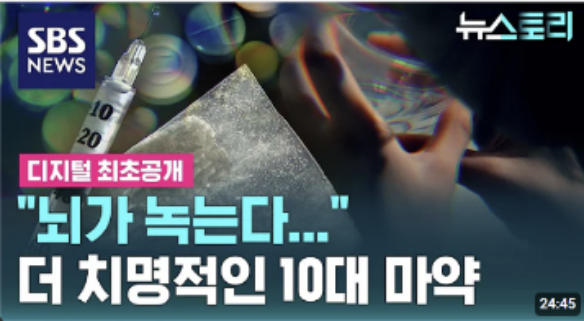 SBS
NEWS
뉴스토리
10
20
디지털 최초공개
"뇌가 녹는다..."
더 치명적인 10대 마약
24:45